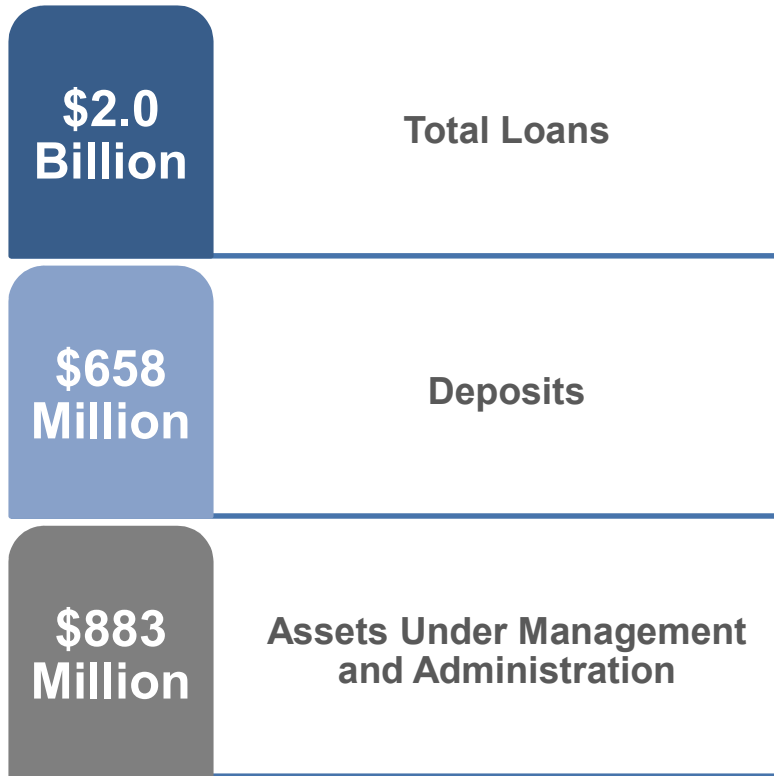 $2.0
Billion
Total Loans
$658
Million
Deposits
$883
Million
Assets Under Management
and Administration